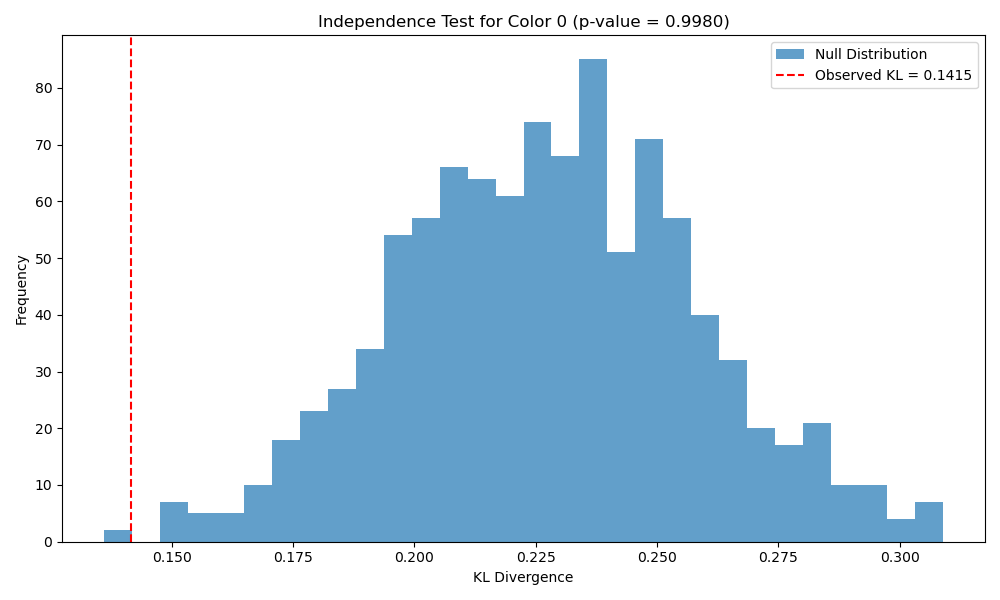 Independence Test for Color 0 (p-value = 0.9980)
Null Distribution
Observed KL = 0.1415
Frequency
80
70
60
50
40
30
20
10
0
0.150 0.175 0.200 0.225 0.250 0.275 0.300
KL Divergence